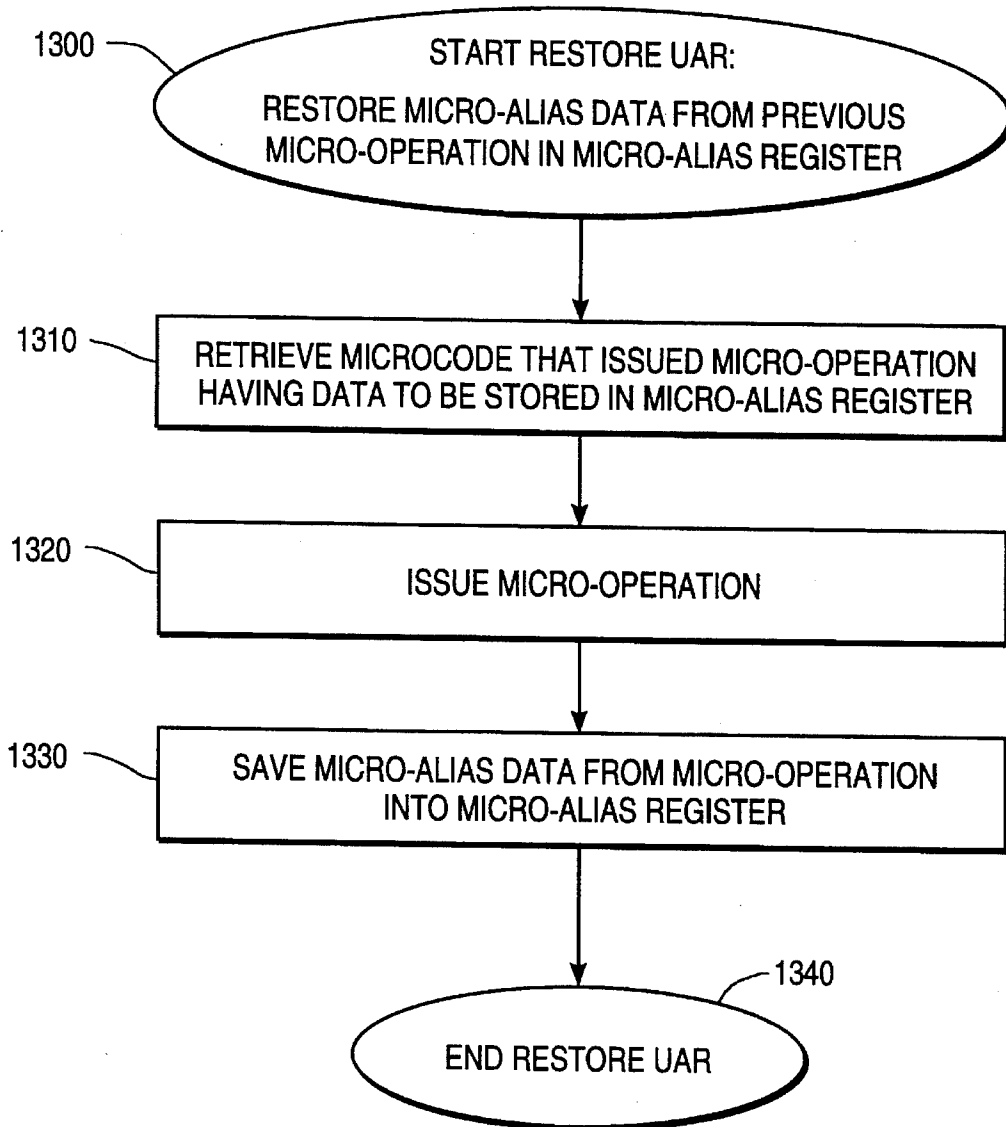 1300
START RESTORE UAR:
RESTORE MICRO-ALIAS DATA FROM PREVIOUS
MICRO-OPERATION IN MICRO-ALIAS REGISTER
1310
RETRIEVE MICROCODE THAT ISSUED MICRO-OPERATION
HAVING DATA TO BE STORED IN MICRO-ALIAS REGISTER
1320
ISSUE MICRO-OPERATION
1330
SAVE MICRO-ALIAS DATA FROM MICRO-OPERATION
INTO MICRO-ALIAS REGISTER
1340
END RESTORE UAR